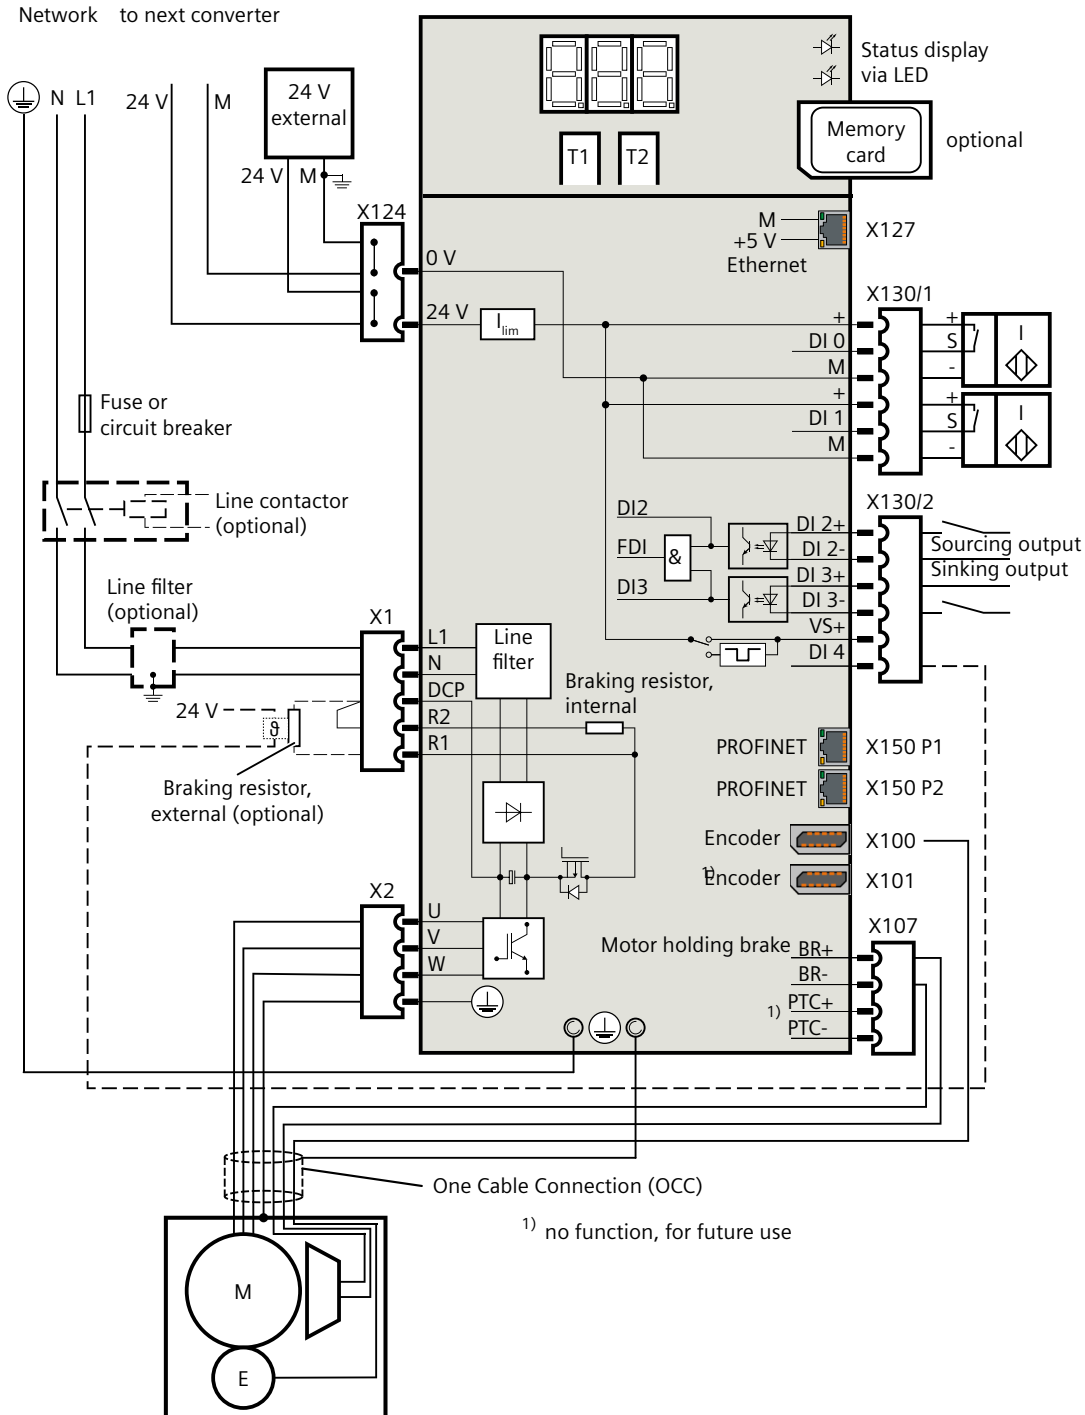 Network to next converter
N L1
24 V
M
24 V
external
24 V M
X124
0 V
24 V
Ilim
T1
T2
Status display
via LED
Memory
card
optional
M
+5 V
Ethernet
X127
X130/1
+
DI 0
M
+
DI 1
M
+
S
-
I
+
S
-
I
Fuse or
circuit breaker
Line contactor
(optional)
Line filter
(optional)
X130/2
DI2
FDI
&
DI3
DI 2+
DI 2-
DI 3+
DI 3-
VS+
DI 4
Sourcing output
Sinking output
X1
L1
N
DCP
R2
R1
Line
filter
Braking resistor,
internal
24 V
ϑ
Braking resistor,
external (optional)
PROFINET
X150 P1
PROFINET
X150 P2
Encoder
X100
1)
Encoder
X101
X2
U
V
W
X107
Motor holding brake
BR+
BR-
1) PTC+
PTC-
One Cable Connection (OCC)
1) no function, for future use
M
E